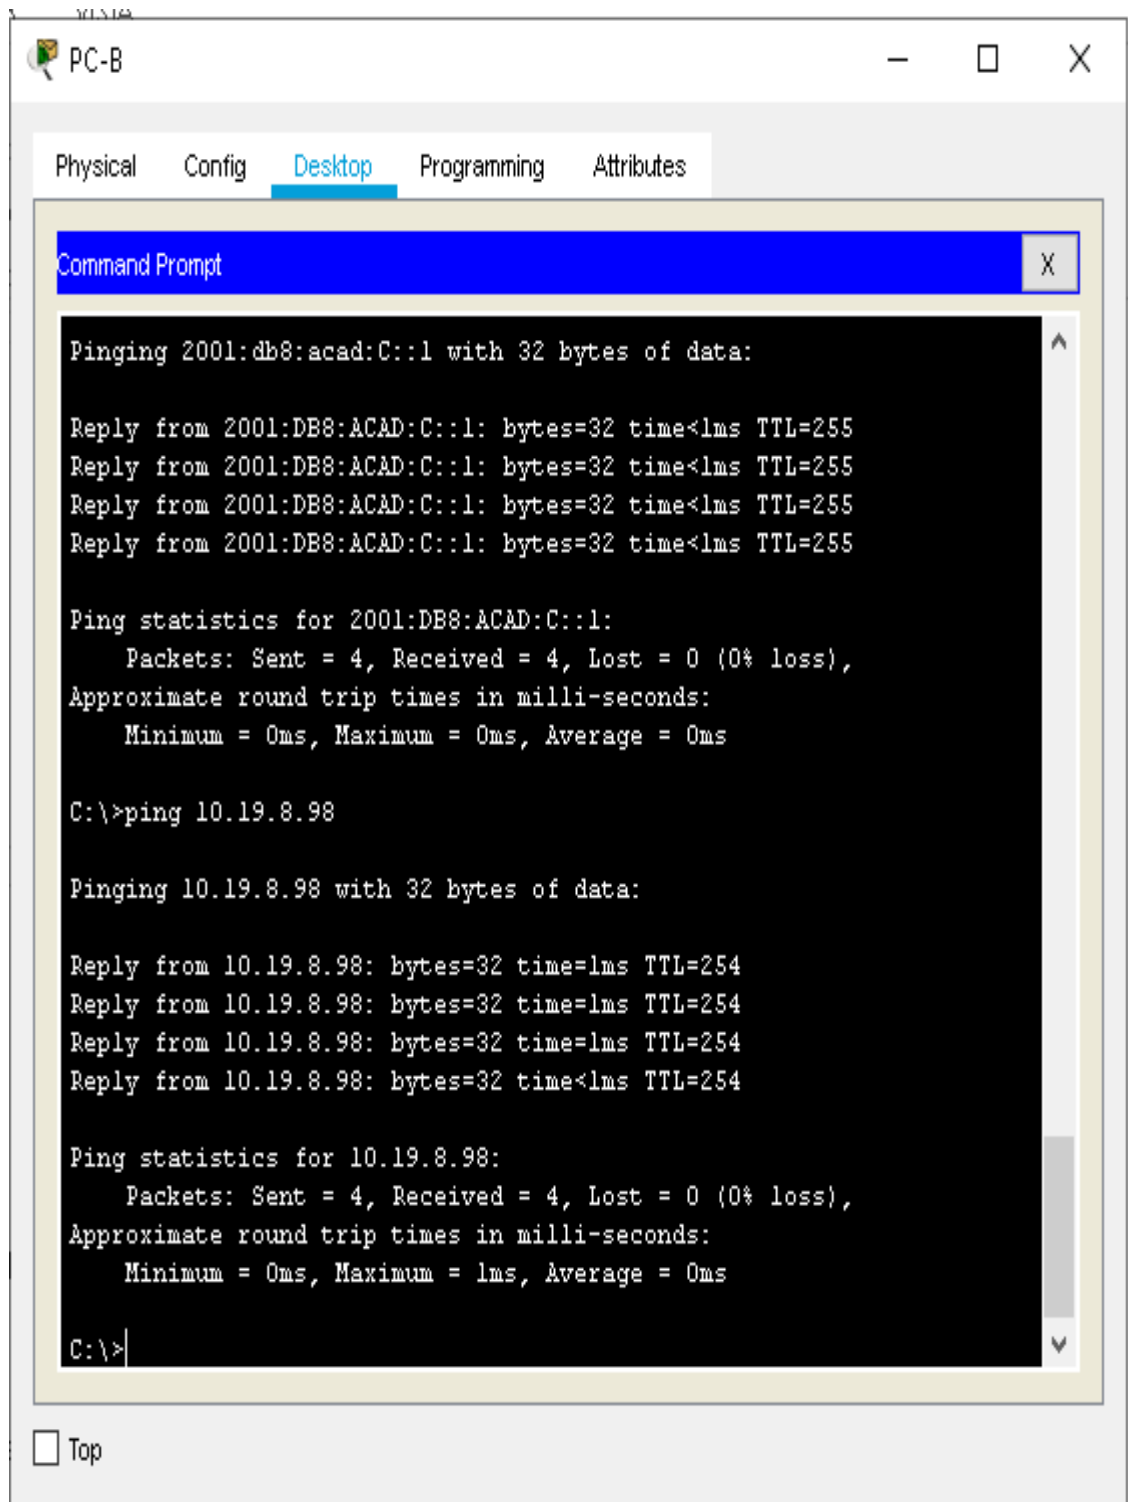 VISTA
PC-B
Physical Config Desktop Programming Attributes
Command Prompt X
Pinging 2001:db8:acad:C::1 with 32 bytes of data:
Reply from 2001:DB8:ACAD:C::1: bytes=32 time<1ms TTL=255
Reply from 2001:DB8:ACAD:C::1: bytes=32 time<1ms TTL=255
Reply from 2001:DB8:ACAD:C::1: bytes=32 time<1ms TTL=255
Reply from 2001:DB8:ACAD:C::1: bytes=32 time<1ms TTL=255
Ping statistics for 2001:DB8:ACAD:C::1:
Packets: Sent = 4, Received = 4, Lost = 0 (0% loss),
Approximate round trip times in milli-seconds:
Minimum = 0ms, Maximum = 0ms, Average = 0ms
C:\>ping 10.19.8.98
Pinging 10.19.8.98 with 32 bytes of data:
Reply from 10.19.8.98: bytes=32 time=1ms TTL=254
Reply from 10.19.8.98: bytes=32 time=1ms TTL=254
Reply from 10.19.8.98: bytes=32 time=1ms TTL=254
Reply from 10.19.8.98: bytes=32 time<1ms TTL=254
Ping statistics for 10.19.8.98:
Packets: Sent = 4, Received = 4, Lost = 0 (0% loss),
Approximate round trip times in milli-seconds:
Minimum = 0ms, Maximum = 1ms, Average = 0ms
C:\>
Top